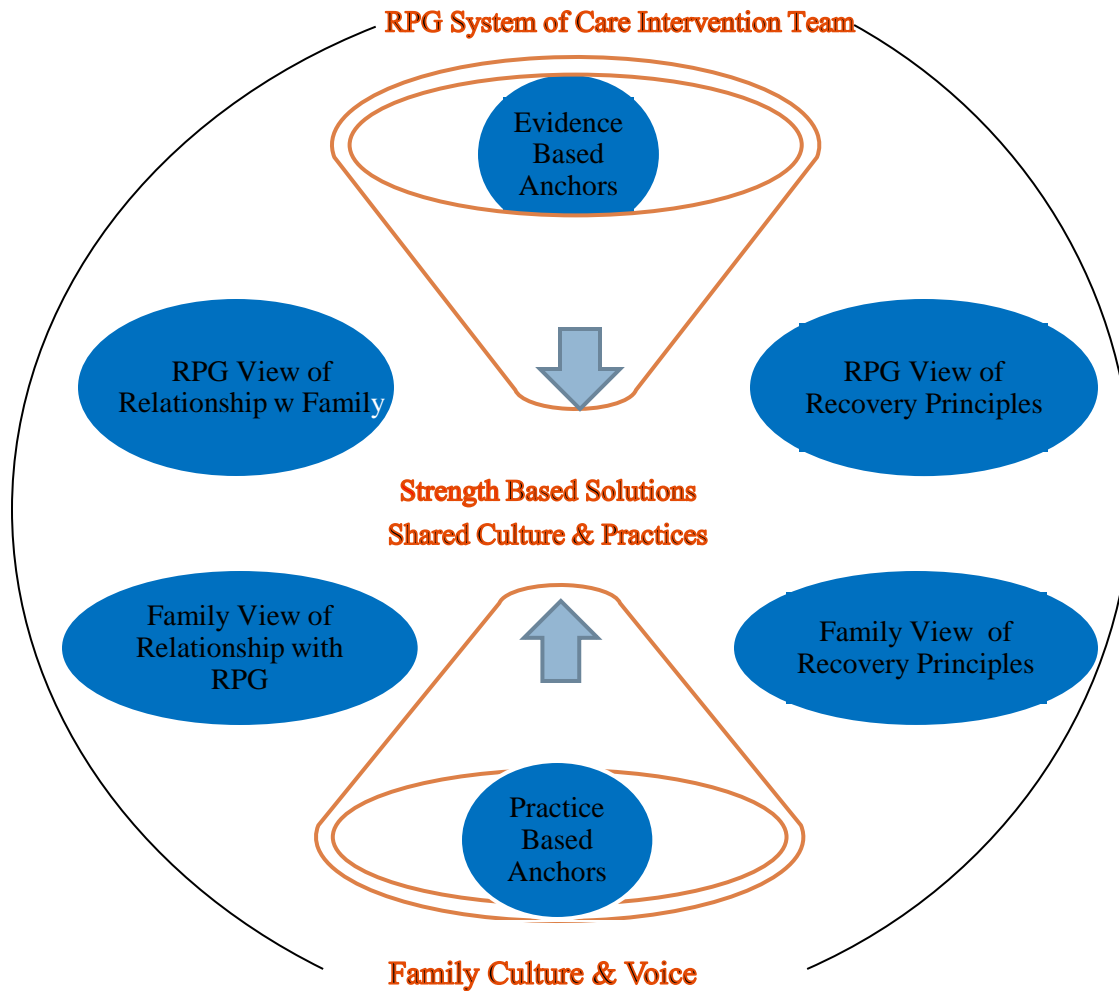 RPG System of Care Intervention Team
Evidence
Based
Anchors
RPG View of
Relationship w Family
RPG View of
Recovery Principles
Strength Based Solutions
Shared Culture & Practices
Family View of
Relationship with
RPG
Family View  of
Recovery Principles
Practice
Based
Anchors
Family Culture & Voice